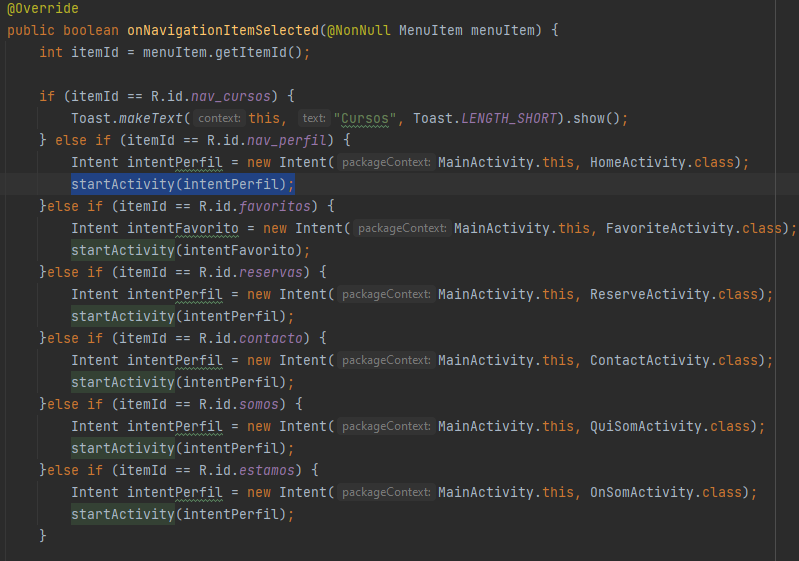 @Override
public boolean onNavigationItemSelected(@NonNull MenuItem menuItem) {
    int itemId = menuItem.getItemId();

    if (itemId == R.id.nav_cursos) {
        Toast.makeText( context: this, text: "Cursos", Toast.LENGTH_SHORT).show();
    } else if (itemId == R.id.nav_perfil) {
        Intent intentPerfil = new Intent( packageContext: MainActivity.this, HomeActivity.class);
        startActivity(intentPerfil);
    }else if (itemId == R.id.favoritos) {
        Intent intentFavorito = new Intent( packageContext: MainActivity.this, FavoriteActivity.class);
        startActivity(intentFavorito);
    }else if (itemId == R.id.reservas) {
        Intent intentPerfil = new Intent( packageContext: MainActivity.this, ReserveActivity.class);
        startActivity(intentPerfil);
    }else if (itemId == R.id.contacto) {
        Intent intentPerfil = new Intent( packageContext: MainActivity.this, ContactActivity.class);
        startActivity(intentPerfil);
    }else if (itemId == R.id.somos) {
        Intent intentPerfil = new Intent( packageContext: MainActivity.this, QuiSomActivity.class);
        startActivity(intentPerfil);
    }else if (itemId == R.id.estamos) {
        Intent intentPerfil = new Intent( packageContext: MainActivity.this, OnSomActivity.class);
        startActivity(intentPerfil);
    }